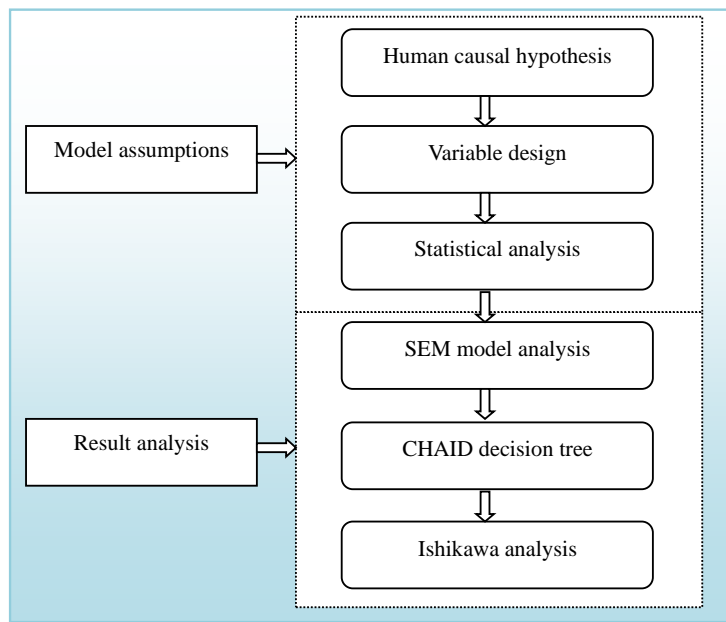 Human causal hypothesis
Model assumptions
Variable design
Statistical analysis
SEM model analysis
Result analysis
CHAID decision tree
Ishikawa analysis